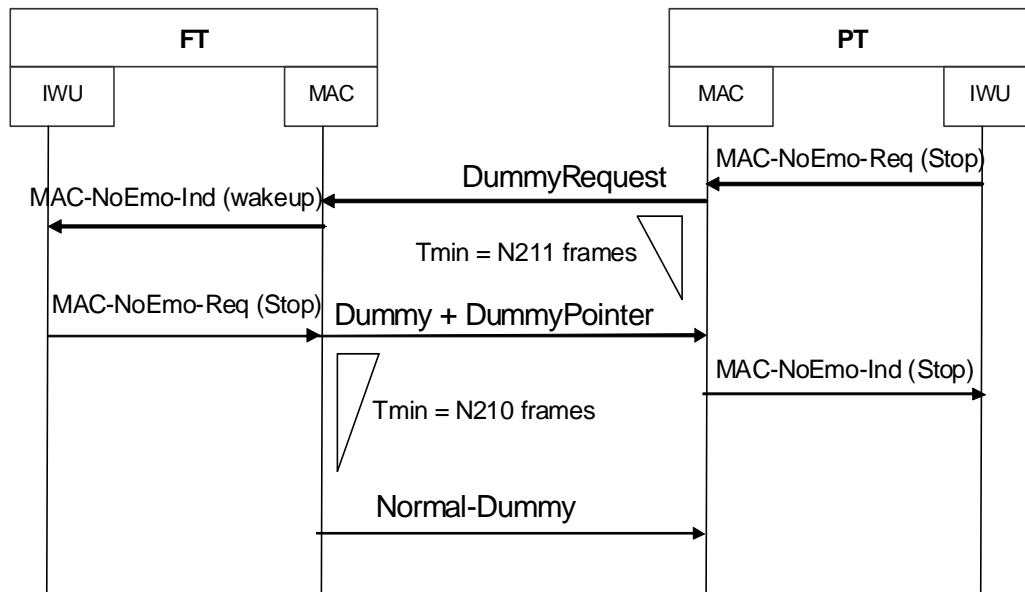 FT
PT
IWU
MAC
MAC
IWU
MAC-NoEmo-Req (Stop)
DummyRequest
MAC-NoEmo-Ind (wakeup)
Tmin = N211 frames
MAC-NoEmo-Req (Stop)
Dummy + DummyPointer
MAC-NoEmo-Ind (Stop)
Tmin = N210 frames
Normal-Dummy